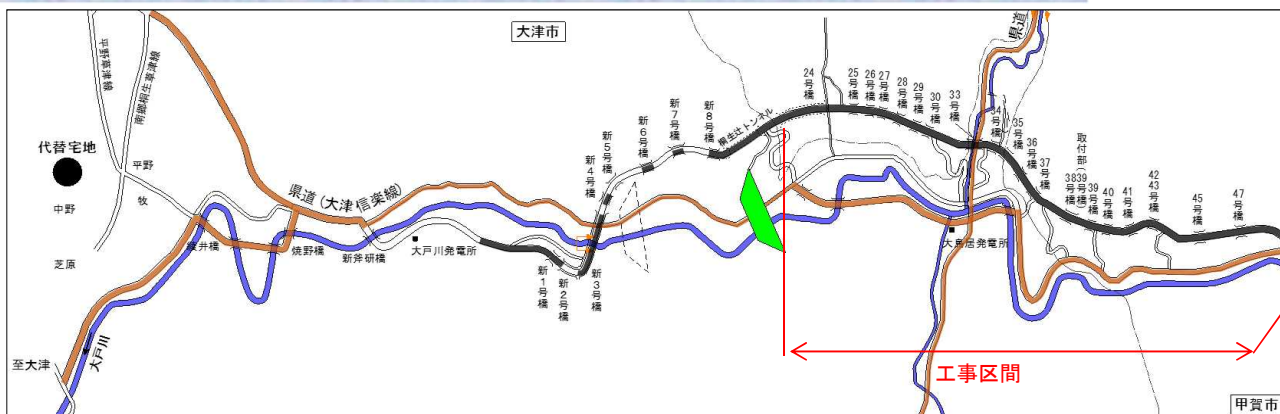 大津市
県道
平野草津線
南郷桐生草津線
代替宅地
平野
牧
中野
芝原
県道(大津信楽線)
焼野橋
新斧研橋
大戸川発電所
新1号橋
新2号橋
新3号橋
新4号橋
新5号橋
新6号橋
新7号橋
新8号橋
桐生辻トンネル
24号橋
25号橋
26号橋
27号橋
28号橋
29号橋
30号橋
33号橋
34号橋
35号橋
36号橋
37号橋
38号橋
取付部(39号橋)
39号橋
40号橋
41号橋
42
43号橋
45号橋
47号橋
大鳥居発電所
大戸川
至大津
工事区間
甲賀市